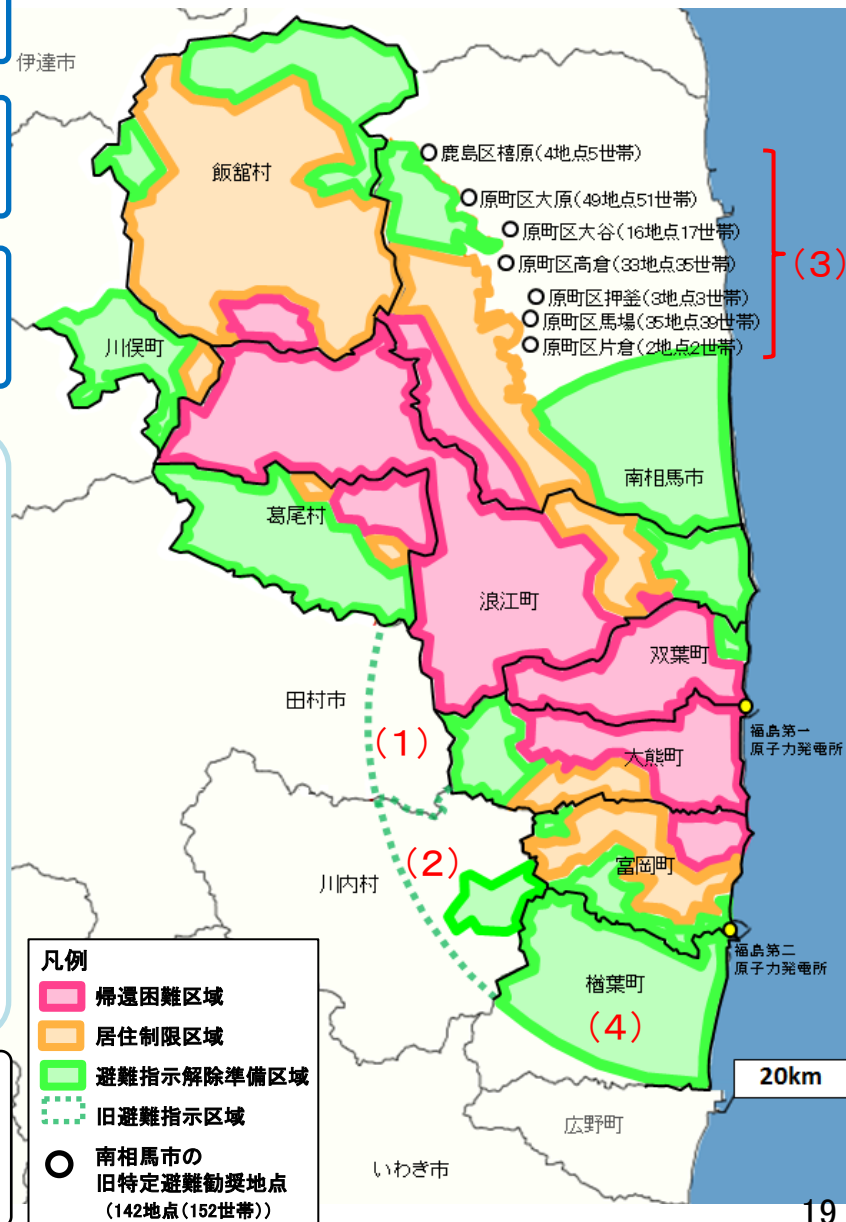 伊達市
飯舘村
鹿島区橲原(4地点5世帯)
原町区大原(49地点51世帯)
原町区大谷(16地点17世帯)
原町区高倉(33地点35世帯)
原町区押釜(3地点3世帯)
原町区馬場(35地点39世帯)
原町区片倉(2地点2世帯)
(3)
川俣町
南相馬市
葛尾村
浪江町
双葉町
田村市
(1)
福島第一
原子力発電所
大熊町
(2)
川内村
富岡町
福島第二
原子力発電所
楢葉町
(4)
凡例
帰還困難区域
居住制限区域
避難指示解除準備区域
旧避難指示区域
南相馬市の
旧特定避難勧奨地点
(142地点(152世帯))
20km
広野町
いわき市
19